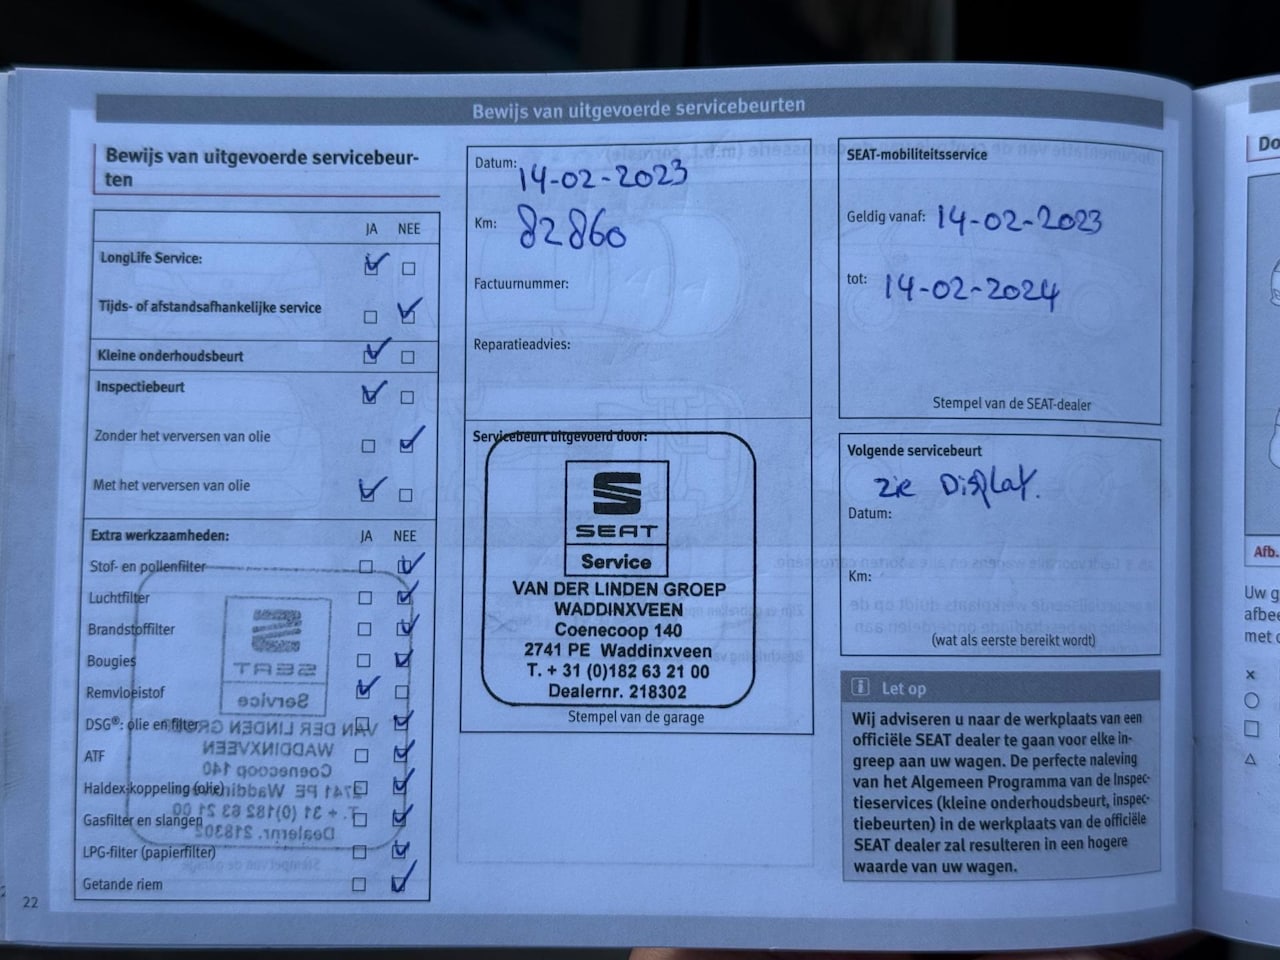 Bewijs van uitgevoerde servicebeurten
Bewijs van uitgevoerde servicebeur-
ten
JA NEE
LongLife Service:
Tijds- of afstandsafhankelijke service
Kleine onderhoudsbeurt
Inspectiebeurt
Zonder het verversen van olie
Met het verversen van olie
Extra werkzaamheden: JA NEE
Stof- en pollenfilter
Luchtfilter
Brandstoffilter
Bougies
Remvloeistof
DSG®: olie en filter
ATF
Haldex-koppeling (olie)
Gasfilter en slangen
LPG-filter (papierfilter)
Getande riem
22
Datum: 14-02-2023
Km: 82860
Factuurnummer:
Reparatieadvies:
Servicebeurt uitgevoerd door:
SEAT
Service
VAN DER LINDEN GROEP
WADDINXVEEN
Coenecoop 140
2741 PE Waddinxveen
T. + 31 (0)182 63 21 00
Dealernr. 218302
Stempel van de garage
SEAT-mobiliteitsservice
Geldig vanaf: 14-02-2023
tot: 14-02-2024
Stempel van de SEAT-dealer
Volgende servicebeurt
zie Display.
Datum:
Km:
(wat als eerste bereikt wordt)
i Let op
Wij adviseren u naar de werkplaats van een
officiële SEAT dealer te gaan voor elke in-
greep aan uw wagen. De perfecte naleving
van het Algemeen Programma van de Inspec-
tieservices (kleine onderhoudsbeurt, inspec-
tiebeurten) in de werkplaats van de officiële
SEAT dealer zal resulteren in een hogere
waarde van uw wagen.
Do
Afb.
Uw g
afbee
met d